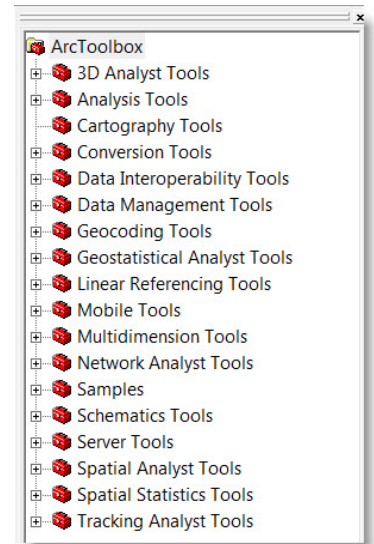 ArcToolbox
3D Analyst Tools
Analysis Tools
Cartography Tools
Conversion Tools
Data Interoperability Tools
Data Management Tools
Geocoding Tools
Geostatistical Analyst Tools
Linear Referencing Tools
Mobile Tools
Multidimension Tools
Network Analyst Tools
Samples
Schematics Tools
Server Tools
Spatial Analyst Tools
Spatial Statistics Tools
Tracking Analyst Tools